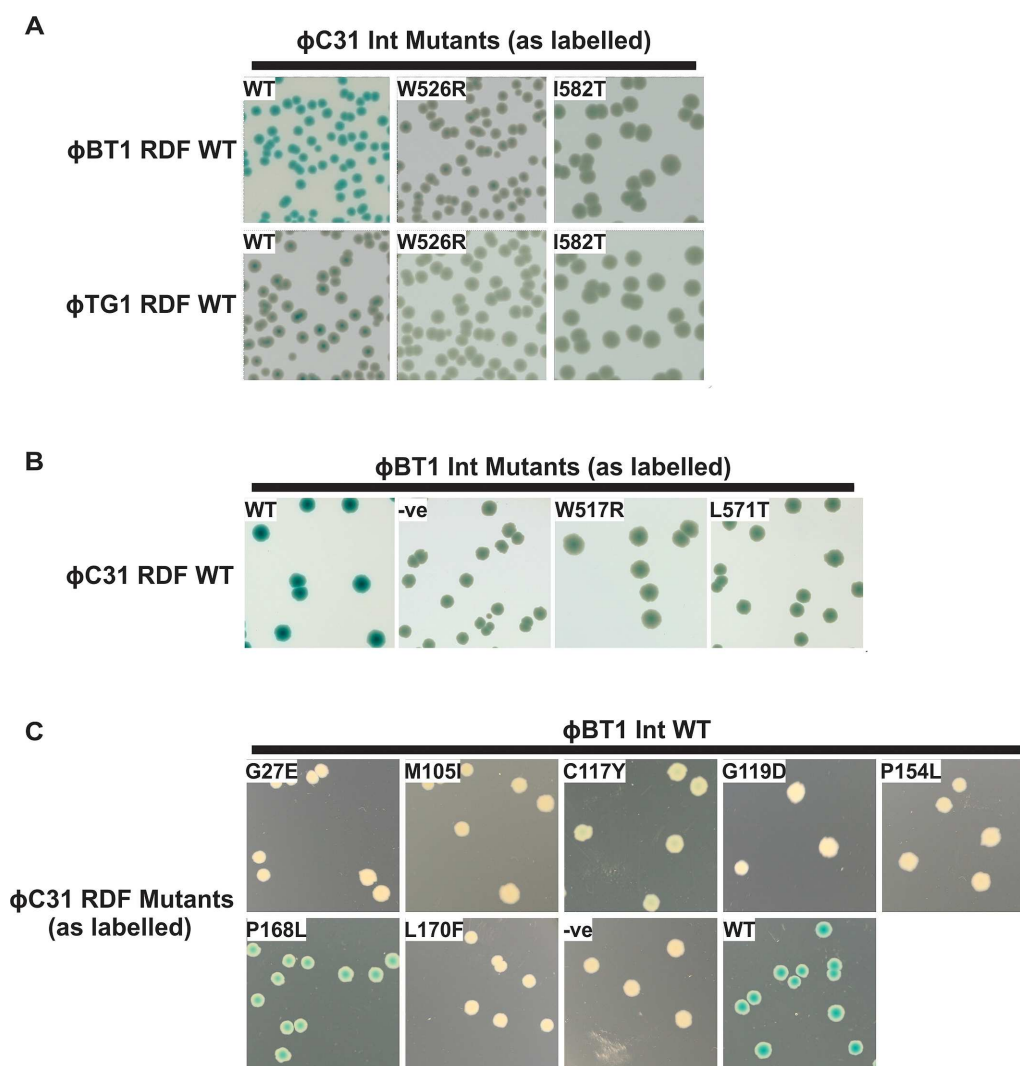 A
ϕC31 Int Mutants (as labelled)
WT
W526R
I582T
ϕBT1 RDF WT
WT
W526R
I582T
ϕTG1 RDF WT
B
ϕBT1 Int Mutants (as labelled)
WT
-ve
W517R
L571T
ϕC31 RDF WT
C
ϕBT1 Int WT
G27E
M105I
C117Y
G119D
P154L
ϕC31 RDF Mutants
(as labelled)
P168L
L170F
-ve
WT